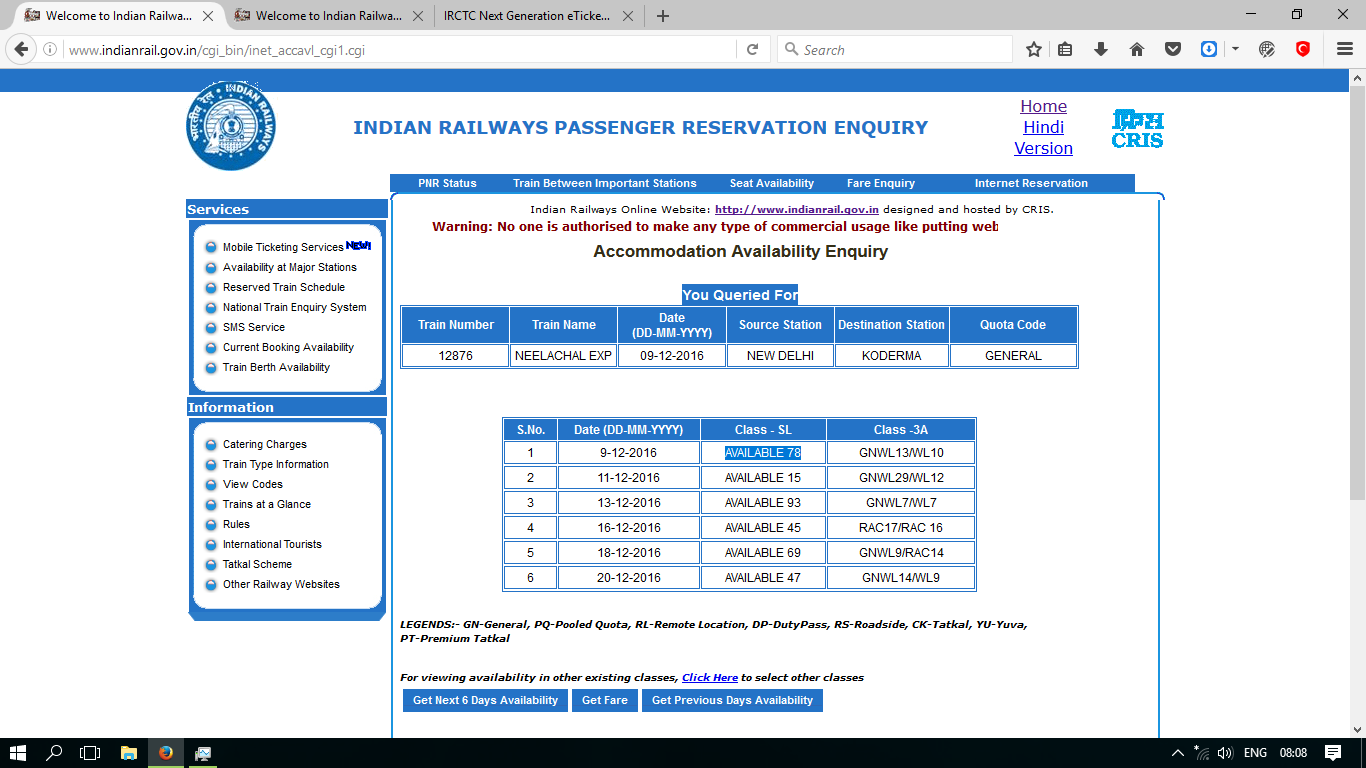 Welcome to Indian Railwa...
Welcome to Indian Railwa...
IRCTC Next Generation eTicke...
www.indianrail.gov.in/cgi_bin/inet_accavl_cgi1.cgi
Search
INDIAN RAILWAYS
भारतीय रेल
INDIAN RAILWAYS PASSENGER RESERVATION ENQUIRY
Home
Hindi
Version
CRIS
PNR Status Train Between Important Stations Seat Availability Fare Enquiry Internet Reservation
Services
Mobile Ticketing Services NEW!
Availability at Major Stations
Reserved Train Schedule
National Train Enquiry System
SMS Service
Current Booking Availability
Train Berth Availability
Information
Catering Charges
Train Type Information
View Codes
Trains at a Glance
Rules
International Tourists
Tatkal Scheme
Other Railway Websites
Indian Railways Online Website: http://www.indianrail.gov.in designed and hosted by CRIS.
Warning: No one is authorised to make any type of commercial usage like putting web
Accommodation Availability Enquiry
You Queried For
Train Number Train Name Date (DD-MM-YYYY) Source Station Destination Station Quota Code
12876 NEELACHAL EXP 09-12-2016 NEW DELHI KODERMA GENERAL
S.No. Date (DD-MM-YYYY) Class - SL Class -3A
1 9-12-2016 AVAILABLE 78 GNWL13/WL10
2 11-12-2016 AVAILABLE 15 GNWL29/WL12
3 13-12-2016 AVAILABLE 93 GNWL7/WL7
4 16-12-2016 AVAILABLE 45 RAC17/RAC 16
5 18-12-2016 AVAILABLE 69 GNWL9/RAC14
6 20-12-2016 AVAILABLE 47 GNWL14/WL9
LEGENDS:- GN-General, PQ-Pooled Quota, RL-Remote Location, DP-DutyPass, RS-Roadside, CK-Tatkal, YU-Yuva,
PT-Premium Tatkal
For viewing availability in other existing classes, Click Here to select other classes
Get Next 6 Days Availability Get Fare Get Previous Days Availability
ENG 08:08